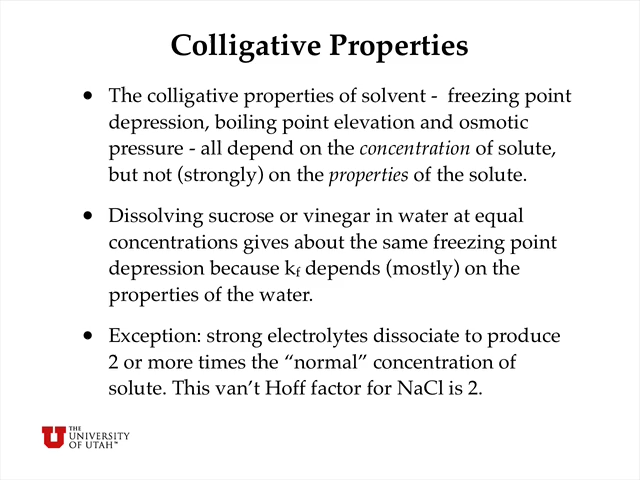 Colligative Properties
• The colligative properties of solvent - freezing point
depression, boiling point elevation and osmotic
pressure - all depend on the concentration of solute,
but not (strongly) on the properties of the solute.
• Dissolving sucrose or vinegar in water at equal
concentrations gives about the same freezing point
depression because kf depends (mostly) on the
properties of the water.
• Exception: strong electrolytes dissociate to produce
2 or more times the “normal” concentration of
solute. This van’t Hoff factor for NaCl is 2.
U THE
UNIVERSITY
OF UTAH™